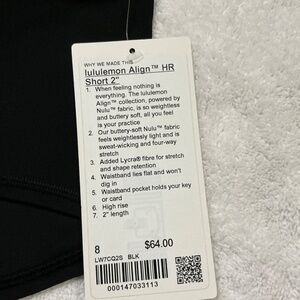 WHY WE MADE THIS
lululemon Align™ HR
Short 2"
1. When feeling nothing is
everything. The lululemon
Align™ collection, powered by
Nulu™ fabric, is so weightless
and buttery soft, all you feel
is your practice
2. Our buttery-soft Nulu™ fabric
feels weightlessly light and is
sweat-wicking and four-way
stretch
3. Added Lycra® fibre for stretch
and shape retention
4. Waistband lies flat and won't
dig in
5. Waistband pocket holds your key
or card
6. High rise
7. 2" length
8 $64.00
LW7CQ2S BLK
000147033113